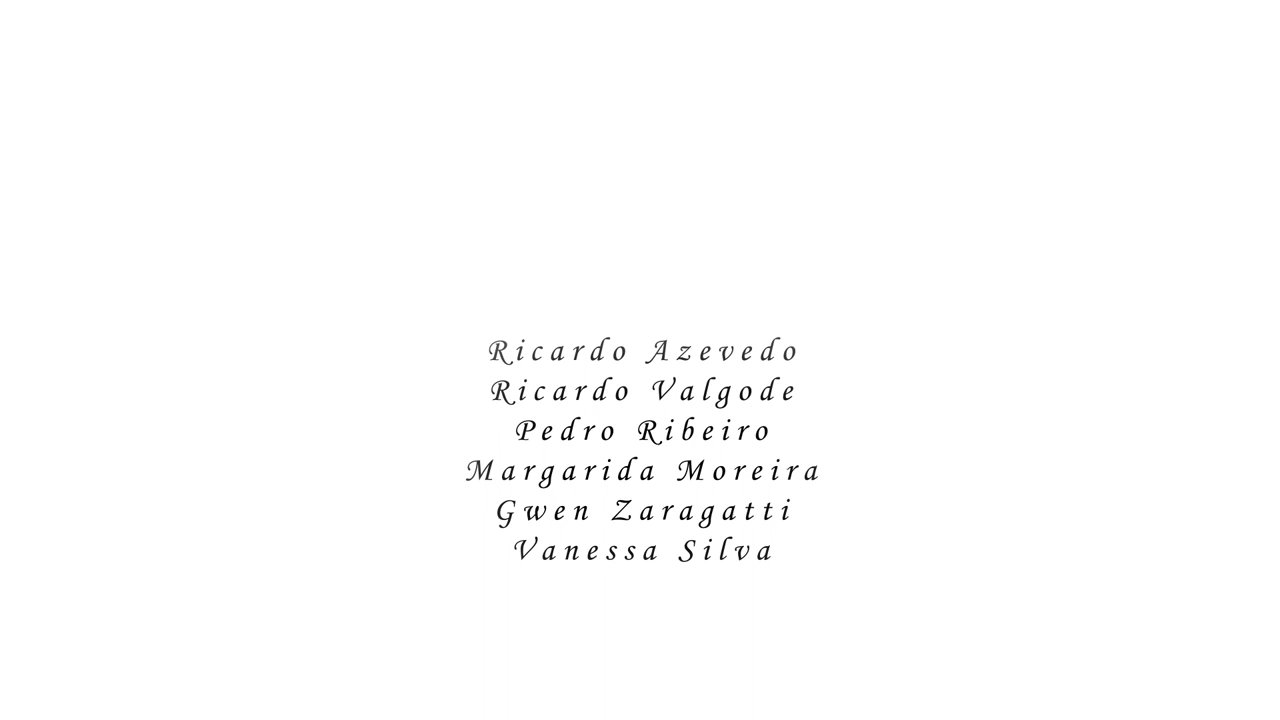 Ricardo Azevedo
Ricardo Valgode
Pedro Ribeiro
Margarida Moreira
Gwen Zaragatti
Vanessa Silva